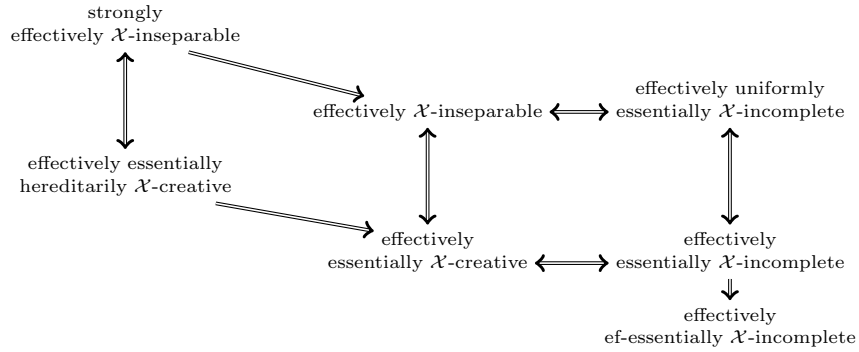 strongly
effectively 𝒳-inseparable
effectively 𝒳-inseparable
effectively uniformly
essentially 𝒳-incomplete
effectively essentially
hereditarily 𝒳-creative
effectively
essentially 𝒳-creative
effectively
essentially 𝒳-incomplete
effectively
ef-essentially 𝒳-incomplete